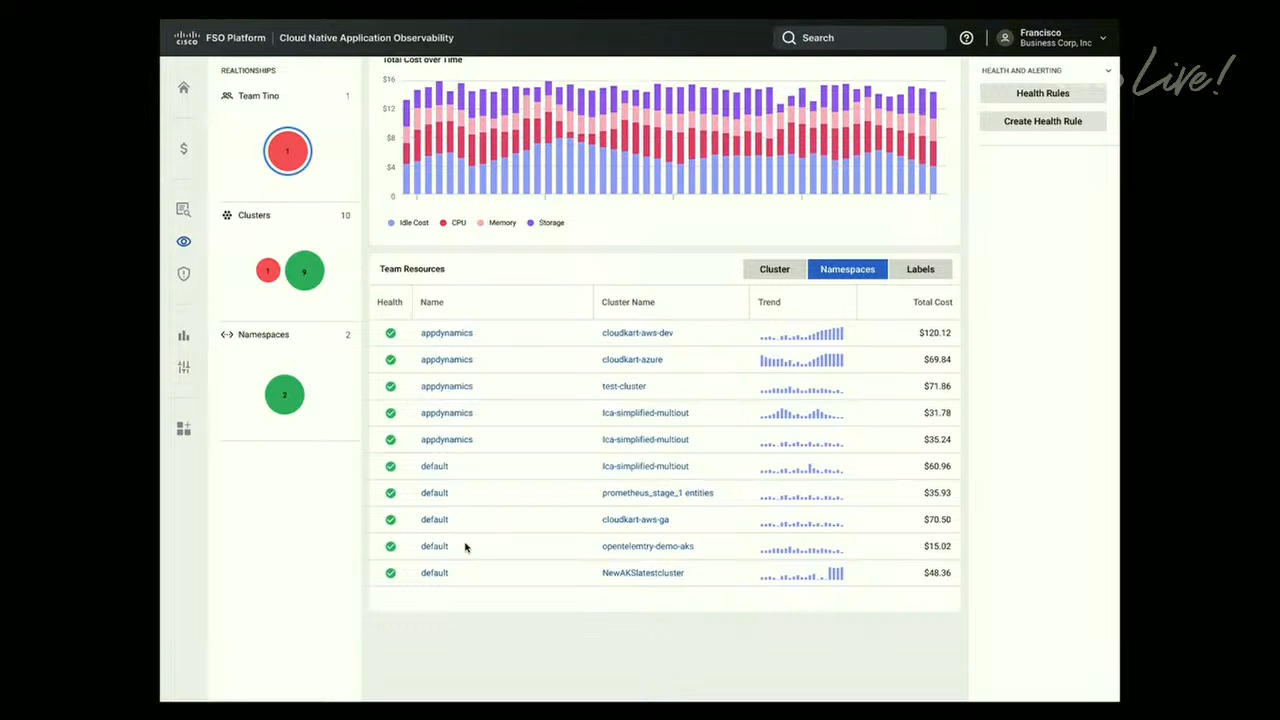 cisco FSO Platform Cloud Native Application Observability
Search
Francisco
Business Corp, Inc
Live!
REALTIONSHIPS
Team Tino 1
1
Clusters 10
1 9
Namespaces 2
2
Total Cost over Time
$16
$12
$8
$4
0
Idle Cost CPU Memory Storage
Team Resources Cluster Namespaces Labels
Health Name Cluster Name Trend Total Cost
appdynamics cloudkart-aws-dev $120.12
appdynamics cloudkart-azure $69.84
appdynamics test-cluster $71.86
appdynamics lca-simplified-multiout $31.78
appdynamics lca-simplified-multiout $35.24
default lca-simplified-multiout $60.96
default prometheus_stage_1 entities $35.93
default cloudkart-aws-ga $70.50
default opentelemtry-demo-aks $15.02
default NewAKSlatestcluster $48.36
HEALTH AND ALERTING
Health Rules
Create Health Rule